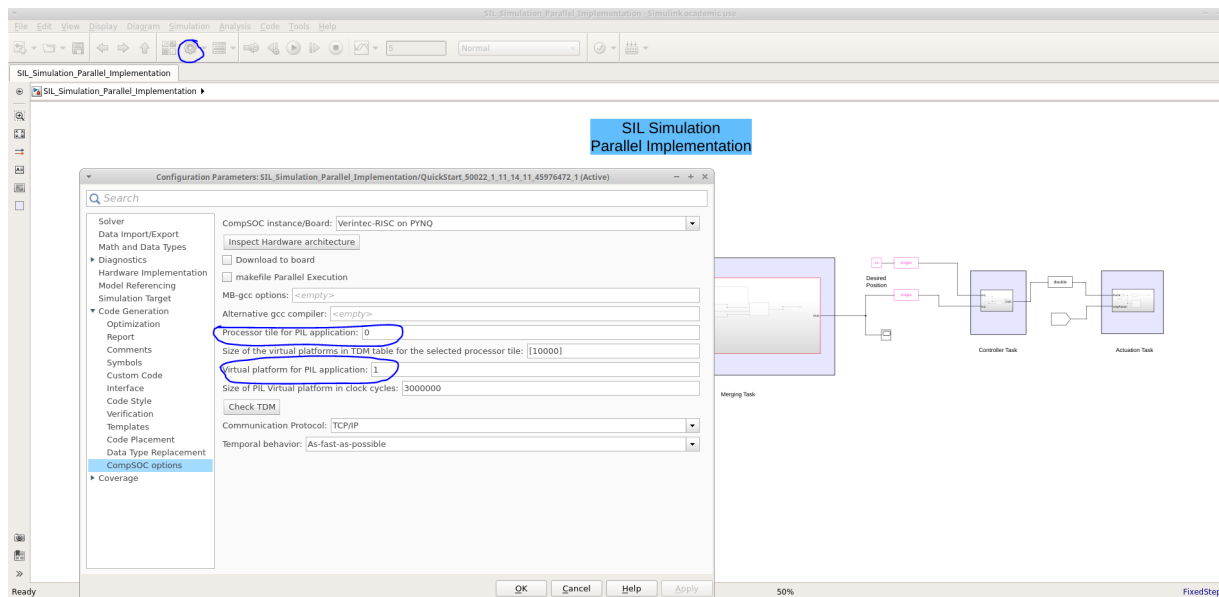 SIL_Simulation_Parallel_Implementation - Simulink academic use
File Edit View Display Diagram Simulation Analysis Code Tools Help
5 Normal
SIL_Simulation_Parallel_Implementation
SIL_Simulation_Parallel_Implementation
SIL Simulation
Parallel Implementation
Configuration Parameters: SIL_Simulation_Parallel_Implementation/QuickStart_50022_1_11_14_11_45976472_1 (Active)
Search
Solver
Data Import/Export
Math and Data Types
Diagnostics
Hardware Implementation
Model Referencing
Simulation Target
Code Generation
Optimization
Report
Comments
Symbols
Custom Code
Interface
Code Style
Verification
Templates
Code Placement
Data Type Replacement
CompSOC options
Coverage
CompSOC instance/Board: Verintec-RISC on PYNQ
Inspect Hardware architecture
Download to board
makefile Parallel Execution
MB-gcc options: <empty>
Alternative gcc compiler: <empty>
Processor tile for PIL application: 0
Size of the virtual platforms in TDM table for the selected processor tile: [10000]
Virtual platform for PIL application: 1
Size of PIL Virtual platform in clock cycles: 3000000
Check TDM
Communication Protocol: TCP/IP
Temporal behavior: As-fast-as-possible
OK Cancel Help Apply
Desired
Position
double
Merging Task
Controller Task
Actuation Task
Ready 50% FixedStep